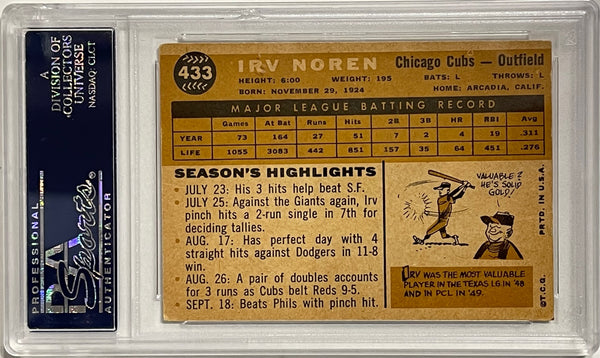 A
DIVISION OF
COLLECTORS
UNIVERSE
NASDAQ: CLCT
PROFESSIONAL
PSA
Sports
AUTHENTICATOR
433
IRV NOREN
Chicago Cubs — Outfield
HEIGHT: 6:00 WEIGHT: 195 BATS: L THROWS: L
BORN: NOVEMBER 29, 1924 HOME: ARCADIA, CALIF.
MAJOR LEAGUE BATTING RECORD
Games At Bat Runs Hits 2B 3B HR RBI Avg.
YEAR 73 164 27 51 7 2 4 19 .311
LIFE 1055 3083 442 851 157 35 64 451 .276
SEASON'S HIGHLIGHTS
• JULY 23: His 3 hits help beat S.F.
• JULY 25: Against the Giants again, Irv
pinch hits a 2-run single in 7th for
deciding tallies.
• AUG. 17: Has perfect day with 4
straight hits against Dodgers in 11-8
win.
• AUG. 26: A pair of doubles accounts
for 3 runs as Cubs belt Reds 9-5.
• SEPT. 18: Beats Phils with pinch hit.
VALUABLE?
HE'S SOLID
GOLD!
IRV WAS THE MOST VALUABLE
PLAYER IN THE TEXAS LG IN '48
AND IN PCL IN '49.
©T.C.G. PRTD. IN U.S.A.